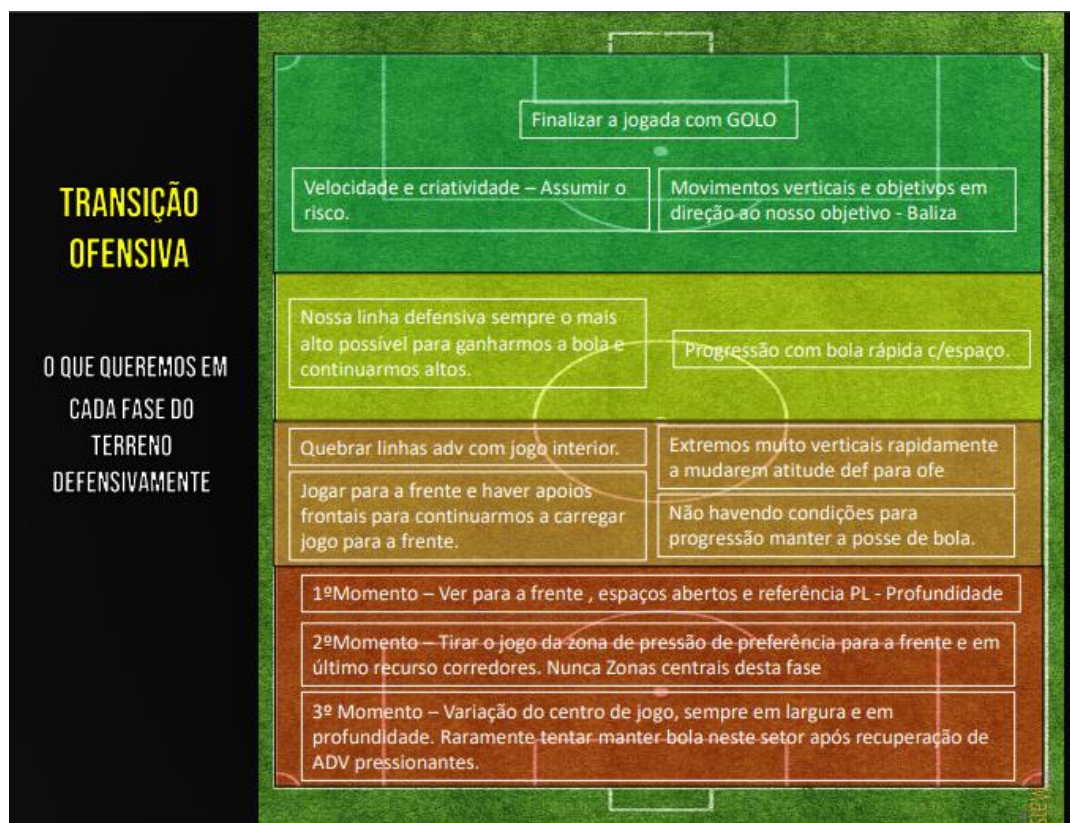 TRANSIÇÃO
OFENSIVA
O QUE QUEREMOS EM
CADA FASE DO
TERRENO
DEFENSIVAMENTE
Finalizar a jogada com GOLO
Velocidade e criatividade – Assumir o
risco.
Movimentos verticais e objetivos em
direção ao nosso objetivo - Baliza
Nossa linha defensiva sempre o mais
alto possível para ganharmos a bola e
continuarmos altos.
Progressão com bola rápida c/espaço.
Quebrar linhas adv com jogo interior.
Extremos muito verticais rapidamente
a mudarem atitude def para ofe
Jogar para a frente e haver apoios
frontais para continuarmos a carregar
jogo para a frente.
Não havendo condições para
progressão manter a posse de bola.
1ºMomento – Ver para a frente , espaços abertos e referência PL - Profundidade
2ºMomento – Tirar o jogo da zona de pressão de preferência para a frente e em
último recurso corredores. Nunca Zonas centrais desta fase
3º Momento – Variação do centro de jogo, sempre em largura e em
profundidade. Raramente tentar manter bola neste setor após recuperação de
ADV pressionantes.